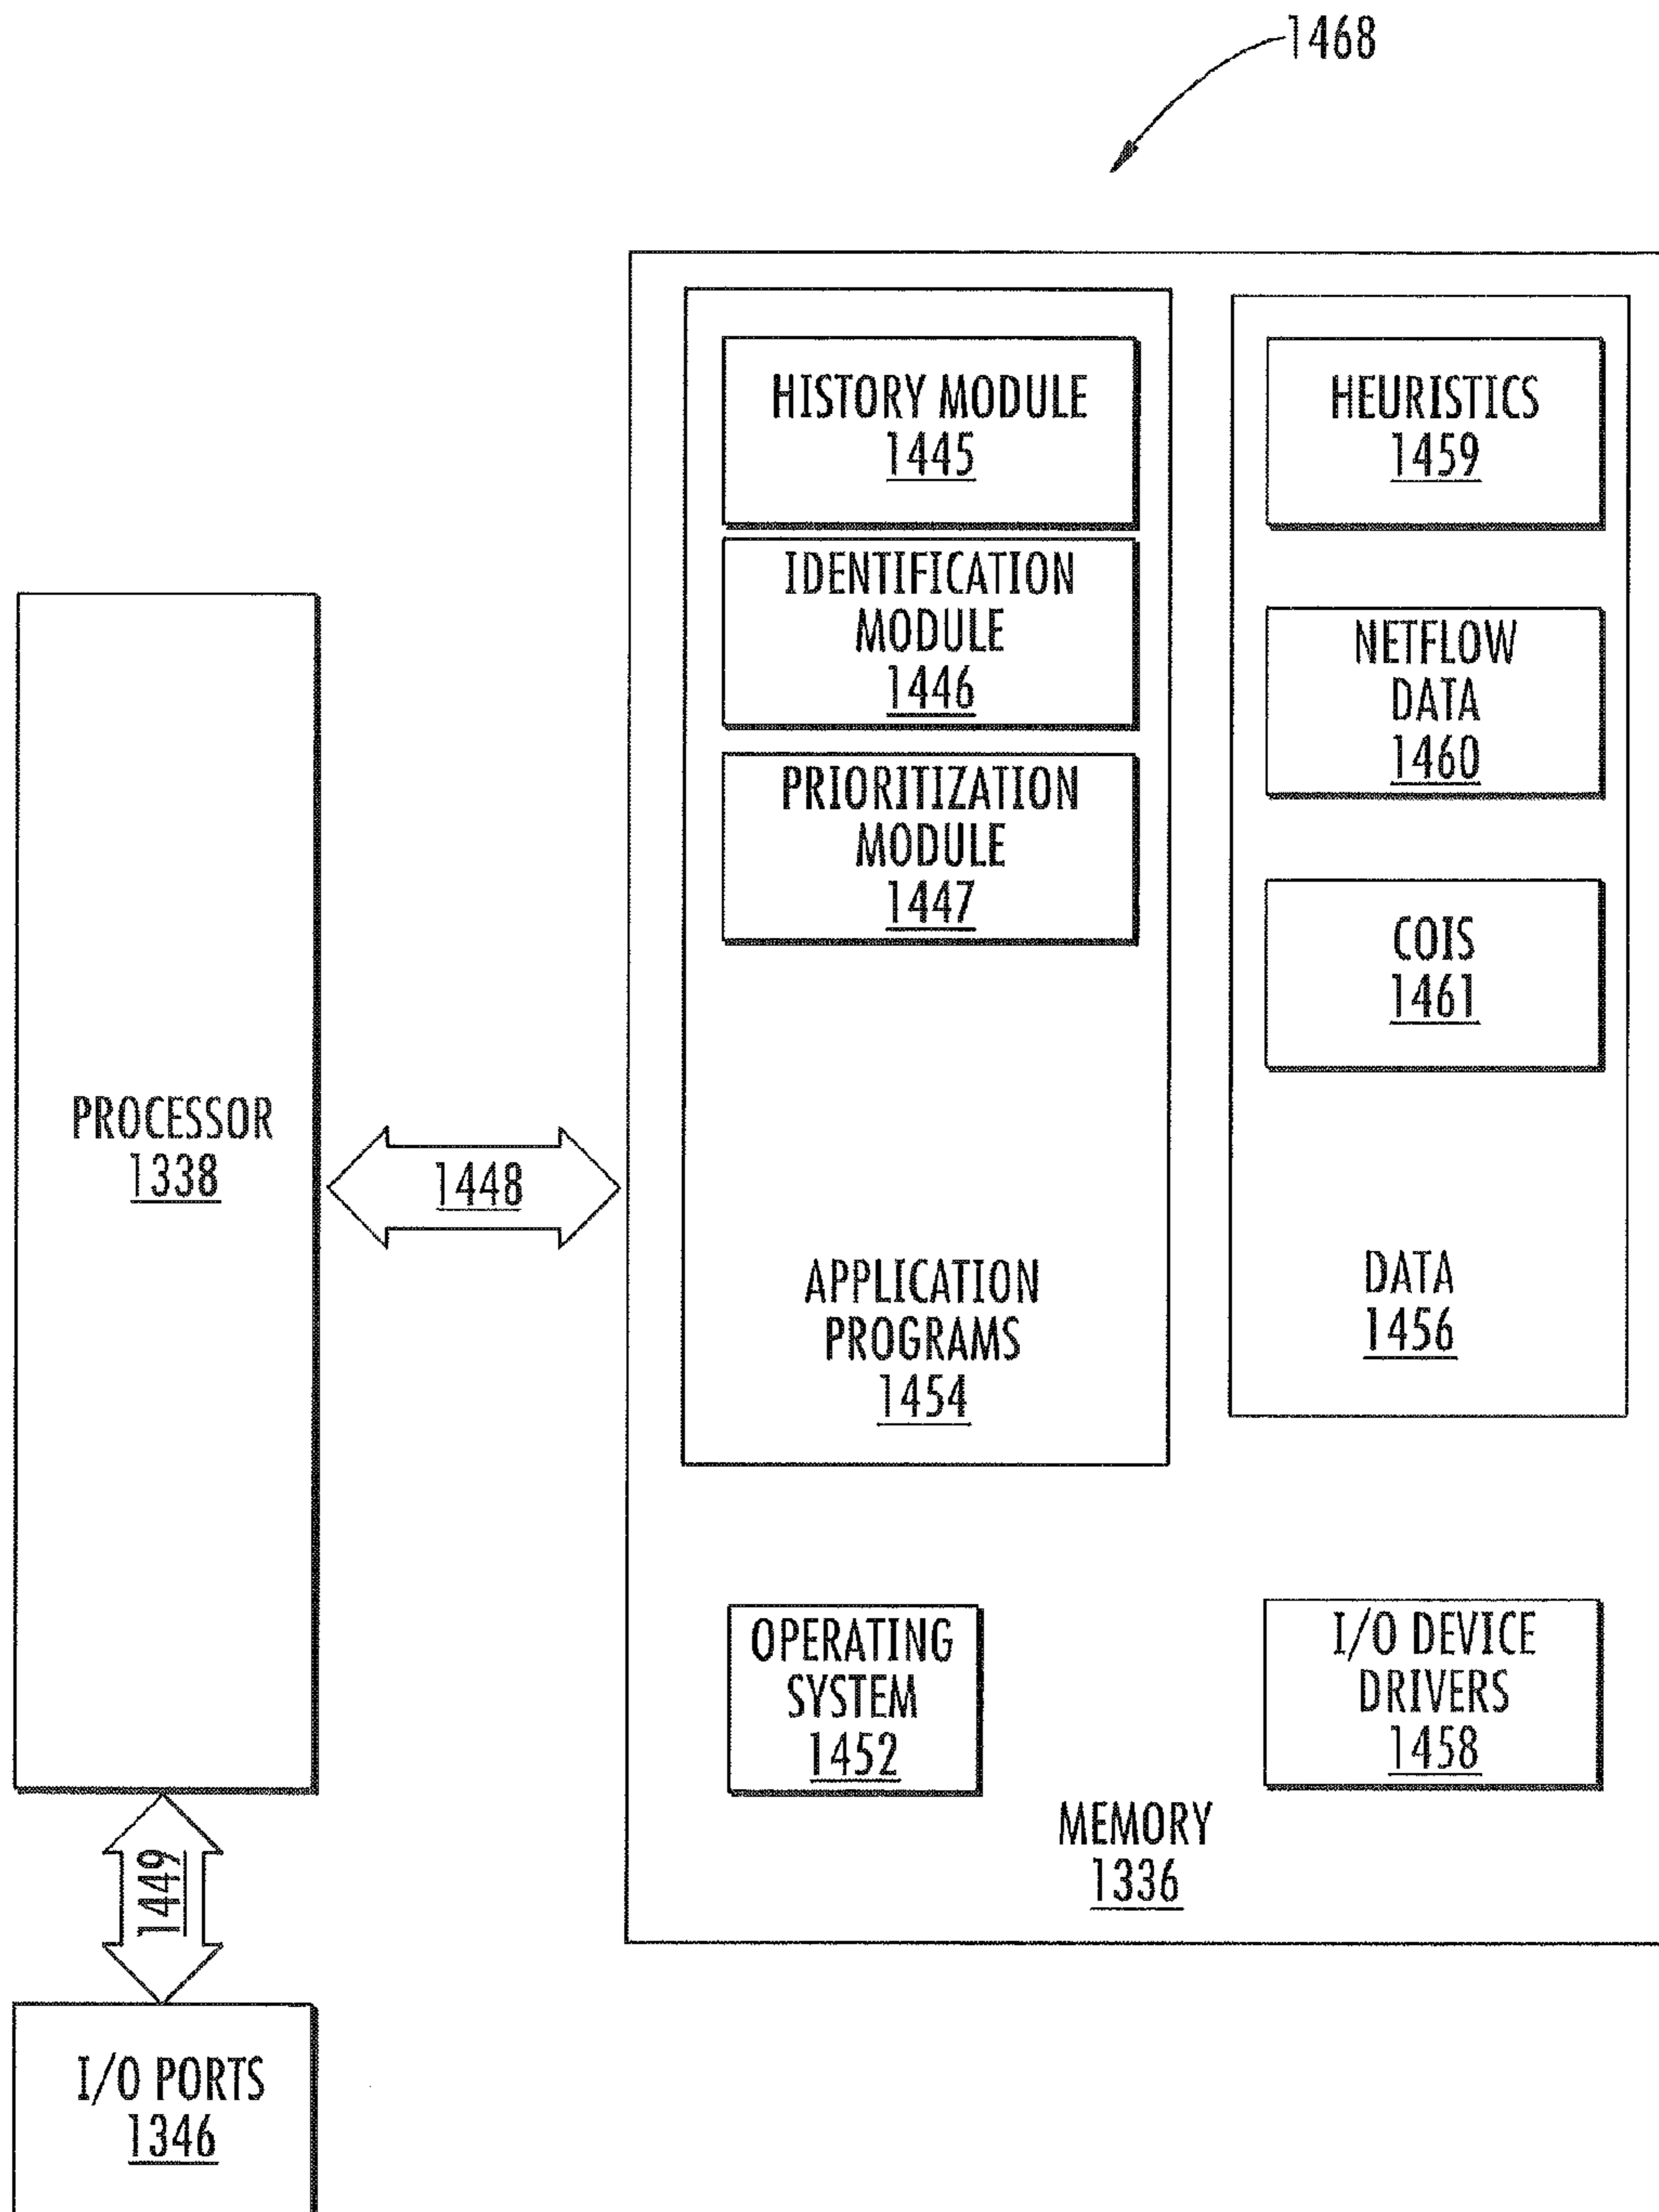 1468
HISTORY MODULE
1445
IDENTIFICATION
MODULE
1446
PRIORITIZATION
MODULE
1447
APPLICATION
PROGRAMS
1454
HEURISTICS
1459
NETFLOW
DATA
1460
COIS
1461
DATA
1456
PROCESSOR
1338
1448
OPERATING
SYSTEM
1452
I/O DEVICE
DRIVERS
1458
MEMORY
1336
1449
I/O PORTS
1346